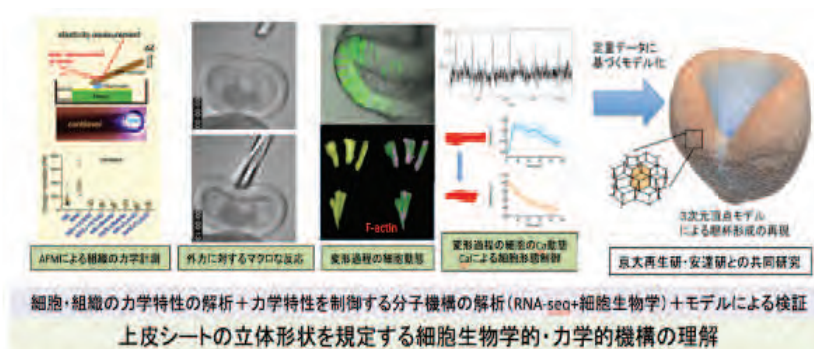 elasticity measurement
cantilever
F-actin
定量データに
基づくモデル化
3次元頂点モデル
による眼杯形成の再現
AFMによる組織の力学計測
外力に対するマクロな反応
変形過程の細胞動態
変形過程の細胞のCa動態
Caによる細胞形態制御
京大再生研・安達研との共同研究
細胞・組織の力学特性の解析＋力学特性を制御する分子機構の解析(RNA-seq+細胞生物学)＋モデルによる検証
上皮シートの立体形状を規定する細胞生物学的・力学的機構の理解